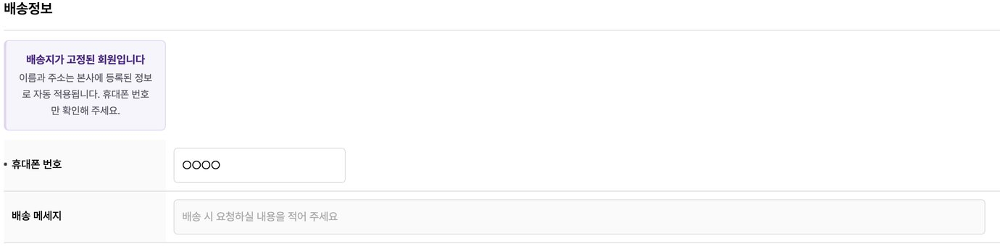 배송정보
배송지가 고정된 회원입니다
이름과 주소는 본사에 등록된 정보
로 자동 적용됩니다. 휴대폰 번호
만 확인해 주세요.
• 휴대폰 번호
○○○○
배송 메세지
배송 시 요청하실 내용을 적어 주세요